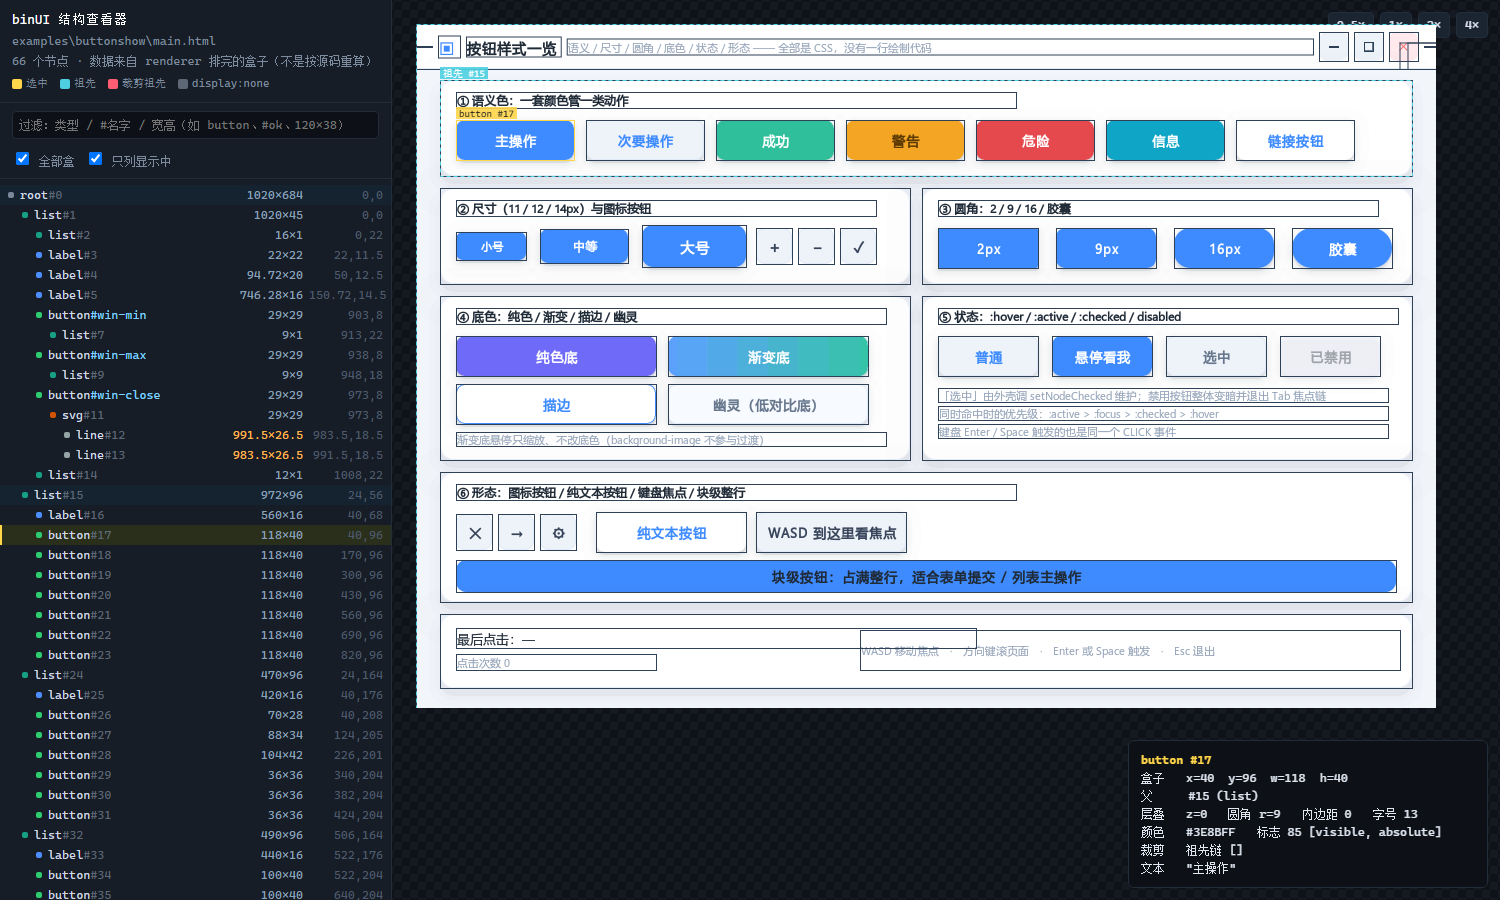 binUI 结构查看器
examples\buttonshow\main.html
66 个节点 · 数据来自 renderer 排完的盒子（不是按源码重算）
选中 祖先 裁剪祖先 display:none
过滤：类型 / #名字 / 宽高（如 button、#ok、120×38）
全部盒 只列显示中
root#0 1020×684 0,0
list#1 1020×45 0,0
list#2 16×1 0,22
label#3 22×22 22,11.5
label#4 94.72×20 50,12.5
label#5 746.28×16 150.72,14.5
button#win-min 29×29 903,8
list#7 9×1 913,22
button#win-max 29×29 938,8
list#9 9×9 948,18
button#win-close 29×29 973,8
svg#11 29×29 973,8
line#12 991.5×26.5 983.5,18.5
line#13 983.5×26.5 991.5,18.5
list#14 12×1 1008,22
list#15 972×96 24,56
label#16 560×16 40,68
button#17 118×40 40,96
button#18 118×40 170,96
button#19 118×40 300,96
button#20 118×40 430,96
button#21 118×40 560,96
button#22 118×40 690,96
button#23 118×40 820,96
list#24 470×96 24,164
label#25 420×16 40,176
button#26 70×28 40,208
button#27 88×34 124,205
button#28 104×42 226,201
button#29 36×36 340,204
button#30 36×36 382,204
button#31 36×36 424,204
list#32 490×96 506,164
label#33 440×16 522,176
button#34 100×40 522,204
button#35 100×40 640,204
4×
按钮样式一览 语义 / 尺寸 / 圆角 / 底色 / 状态 / 形态 —— 全部是 CSS，没有一行绘制代码
祖先 #15
① 语义色：一套颜色管一类动作
button #17
主操作 次要操作 成功 警告 危险 信息 链接按钮
② 尺寸（11 / 12 / 14px）与图标按钮
小号 中等 大号 + − ✓
③ 圆角：2 / 9 / 16 / 胶囊
2px 9px 16px 胶囊
④ 底色：纯色 / 渐变 / 描边 / 幽灵
纯色底 渐变底
描边 幽灵（低对比底）
渐变底悬停只缩放、不改底色（background-image 不参与过渡）
⑤ 状态：:hover / :active / :checked / disabled
普通 悬停看我 选中 已禁用
「选中」由外壳调 setNodeChecked 维护；禁用按钮整体变暗并退出 Tab 焦点链
同时命中时的优先级：:active > :focus > :checked > :hover
键盘 Enter / Space 触发的也是同一个 CLICK 事件
⑥ 形态：图标按钮 / 纯文本按钮 / 键盘焦点 / 块级整行
× → ⚙ 纯文本按钮 WASD 到这里看焦点
块级按钮：占满整行，适合表单提交 / 列表主操作
最后点击：—
点击次数 0
WASD 移动焦点 · 方向键滚页面 · Enter 或 Space 触发 · Esc 退出
button #17
盒子 x=40 y=96 w=118 h=40
父 #15 (list)
层叠 z=0 圆角 r=9 内边距 0 字号 13
颜色 #3E8BFF 标志 85 [visible, absolute]
裁剪 祖先链 []
文本 "主操作"